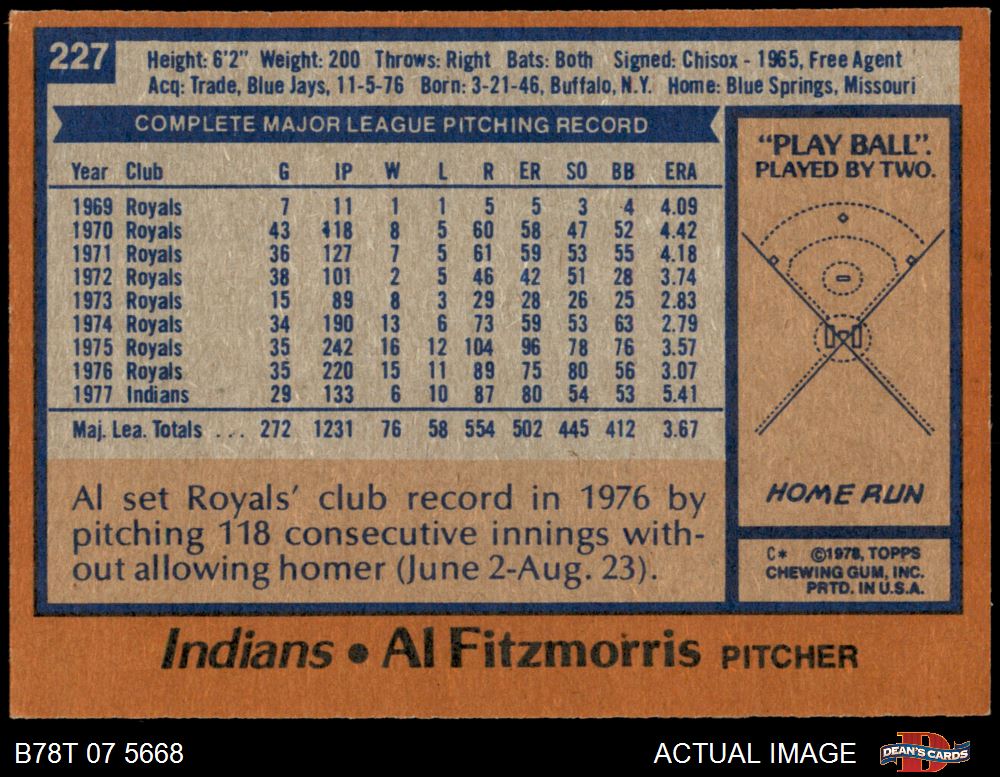 227
Height: 6'2" Weight: 200 Throws: Right Bats: Both Signed: Chisox - 1965, Free Agent
Acq: Trade, Blue Jays, 11-5-76 Born: 3-21-46, Buffalo, N.Y. Home: Blue Springs, Missouri
COMPLETE MAJOR LEAGUE PITCHING RECORD
Year Club G IP W L R ER SO BB ERA
1969 Royals 7 11 1 1 5 5 3 4 4.09
1970 Royals 43 118 8 5 60 58 47 52 4.42
1971 Royals 36 127 7 5 61 59 53 55 4.18
1972 Royals 38 101 2 5 46 42 51 28 3.74
1973 Royals 15 89 8 3 29 28 26 25 2.83
1974 Royals 34 190 13 6 73 59 53 63 2.79
1975 Royals 35 242 16 12 104 96 78 76 3.57
1976 Royals 35 220 15 11 89 75 80 56 3.07
1977 Indians 29 133 6 10 87 80 54 53 5.41
Maj. Lea. Totals . . . 272 1231 76 58 554 502 445 412 3.67
Al set Royals' club record in 1976 by
pitching 118 consecutive innings with-
out allowing homer (June 2-Aug. 23).
"PLAY BALL".
PLAYED BY TWO.
HOME RUN
C* ©1978, TOPPS
CHEWING GUM, INC.
PRTD. IN U.S.A.
Indians • Al Fitzmorris PITCHER
B78T 07 5668
ACTUAL IMAGE
DEAN'S CARDS